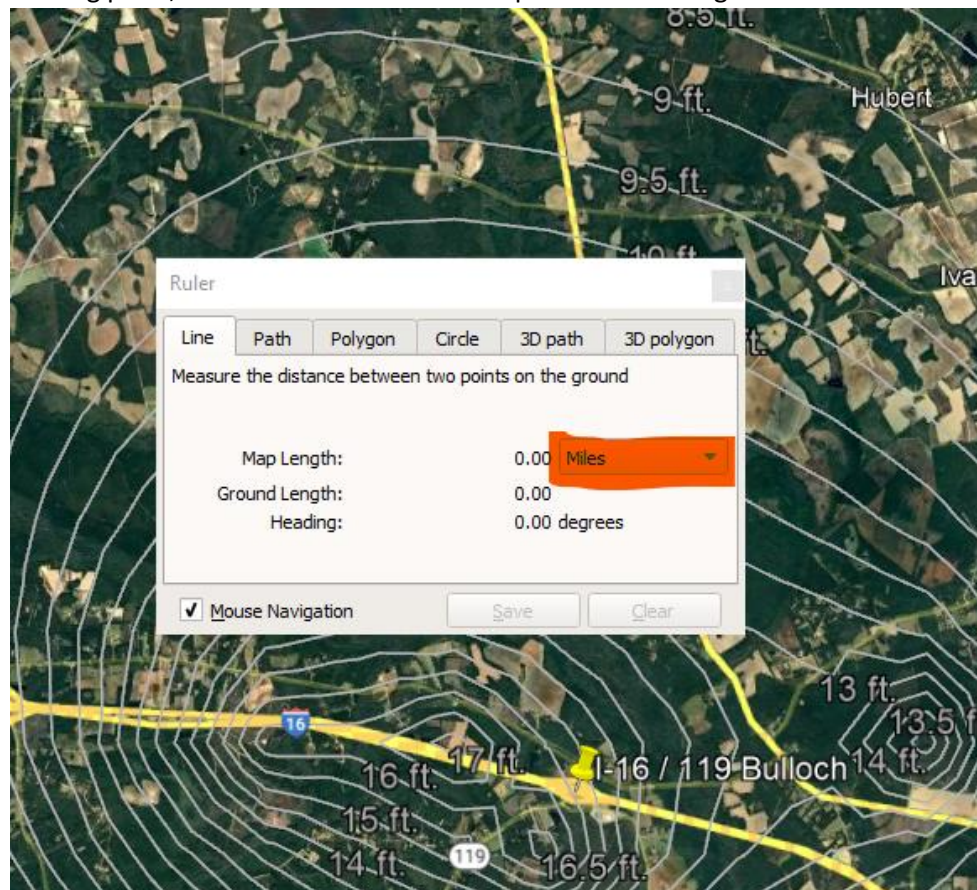 8.5 ft.
9 ft.
Hubert
9.5 ft.
10 ft.
Ruler
Iva
Line Path Polygon Circle 3D path 3D polygon
Measure the distance between two points on the ground
Map Length: 0.00 Miles
Ground Length: 0.00
Heading: 0.00 degrees
Mouse Navigation Save Clear
13 ft.
13.5 f
16
17 ft.
I-16 / 119 Bulloch
14 ft.
16 ft.
15 ft.
14 ft.
119
16.5 ft.